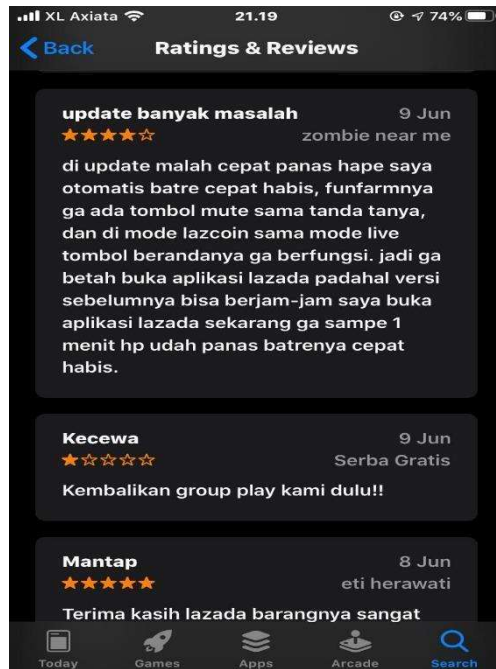 XL Axiata 21.19 74%
Back Ratings & Reviews
update banyak masalah 9 Jun
zombie near me
di update malah cepat panas hape saya
otomatis batre cepat habis, funfarmnya
ga ada tombol mute sama tanda tanya,
dan di mode lazcoin sama mode live
tombol berandanya ga berfungsi. jadi ga
betah buka aplikasi lazada padahal versi
sebelumnya bisa berjam-jam saya buka
aplikasi lazada sekarang ga sampe 1
menit hp udah panas batrenya cepat
habis.
Kecewa 9 Jun
Serba Gratis
Kembalikan group play kami dulu!!
Mantap 8 Jun
eti herawati
Terima kasih lazada barangnya sangat
Today Games Apps Arcade Search